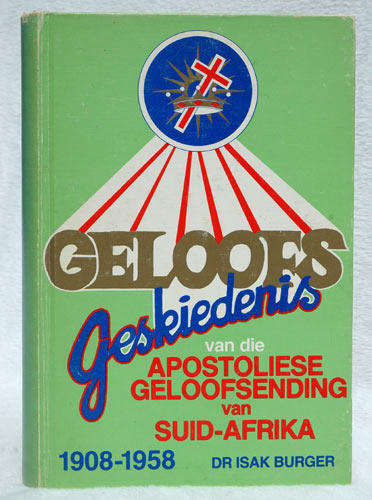 GELOOFS
Geskiedenis
van die
APOSTOLIESE
GELOOFSENDING
van
SUID-AFRIKA
1908-1958 DR ISAK BURGER